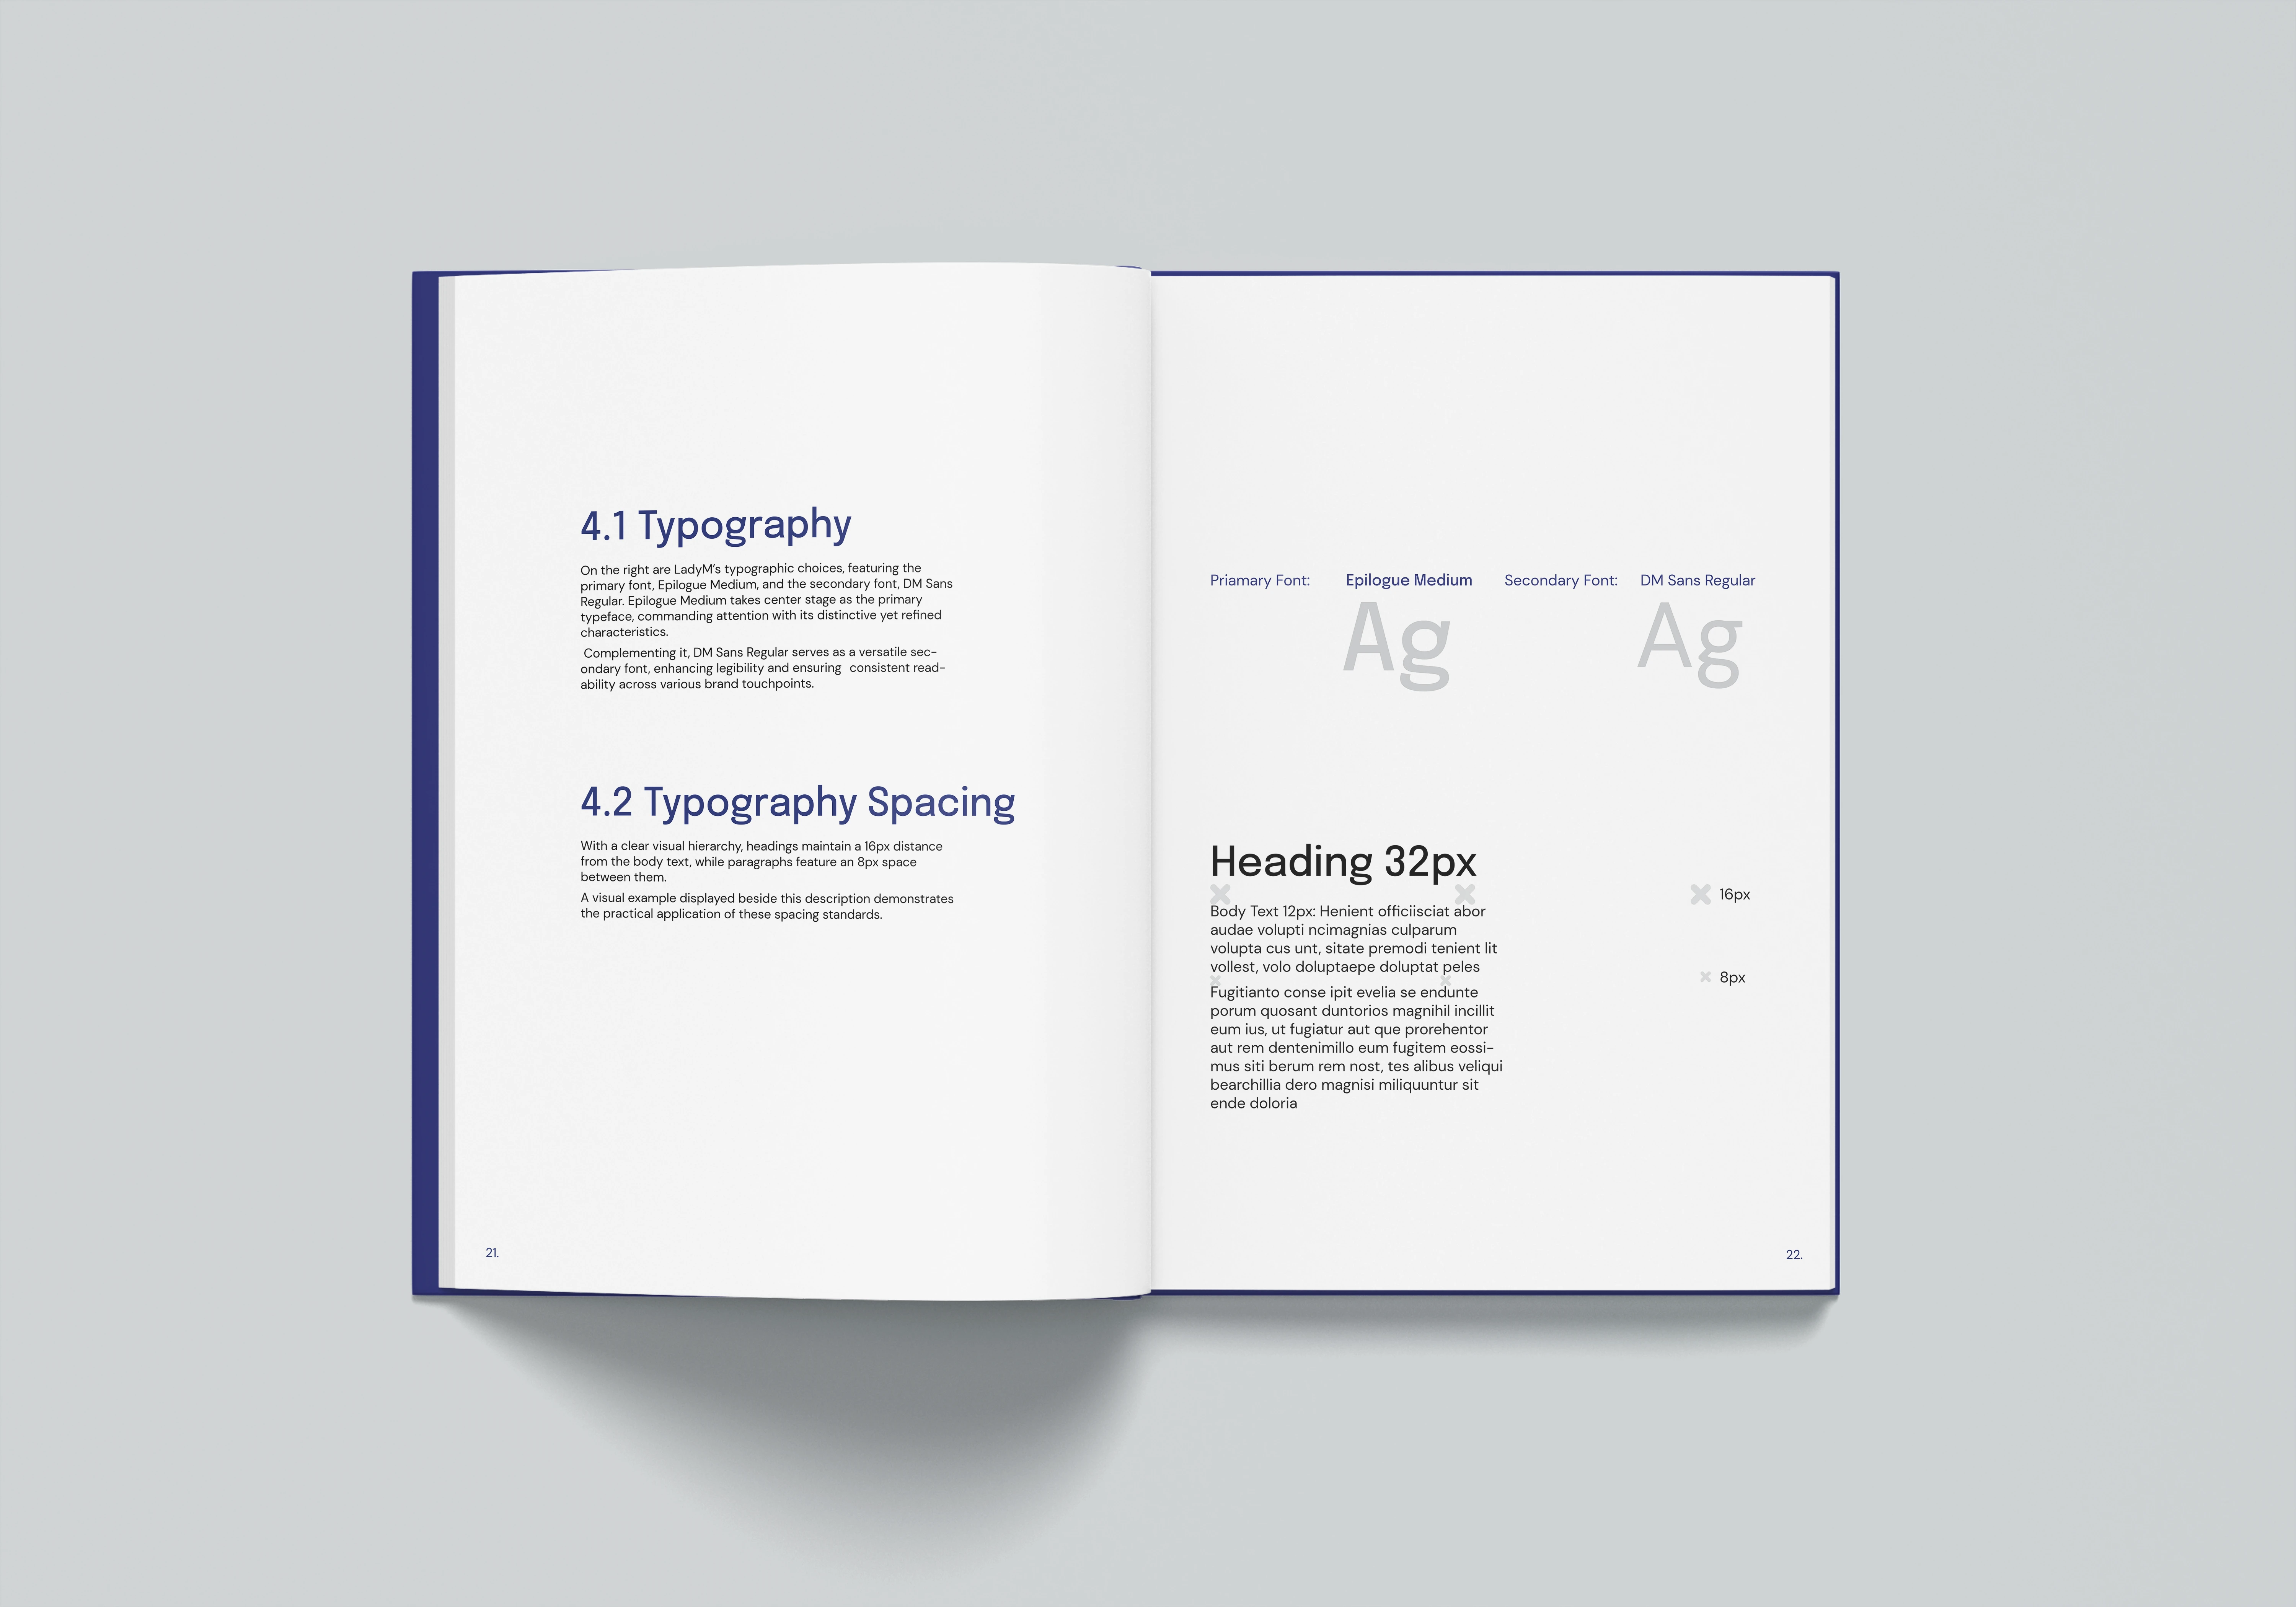 4.1 Typography
On the right are LadyM's typographic choices, featuring the
primary font, Epilogue Medium, and the secondary font, DM Sans
Regular. Epilogue Medium takes center stage as the primary
typeface, commanding attention with its distinctive yet refined
characteristics.
Complementing it, DM Sans Regular serves as a versatile sec-
ondary font, enhancing legibility and ensuring consistent read-
ability across various brand touchpoints.
4.2 Typography Spacing
With a clear visual hierarchy, headings maintain a 16px distance
from the body text, while paragraphs feature an 8px space
between them.
A visual example displayed beside this description demonstrates
the practical application of these spacing standards.
21.
Priamary Font: Epilogue Medium Secondary Font: DM Sans Regular
Ag Ag
Heading 32px
16px
Body Text 12px: Henient officiisciat abor
audae volupti ncimagnias culparum
volupta cus unt, sitate premodi tenient lit
vollest, volo doluptaepe doluptat peles
8px
Fugitianto conse ipit evelia se endunte
porum quosant duntorios magnihil incillit
eum ius, ut fugiatur aut que prorehentor
aut rem dentenimillo eum fugitem eossi-
mus siti berum rem nost, tes alibus veliqui
bearchillia dero magnisi miliquuntur sit
ende doloria
22.